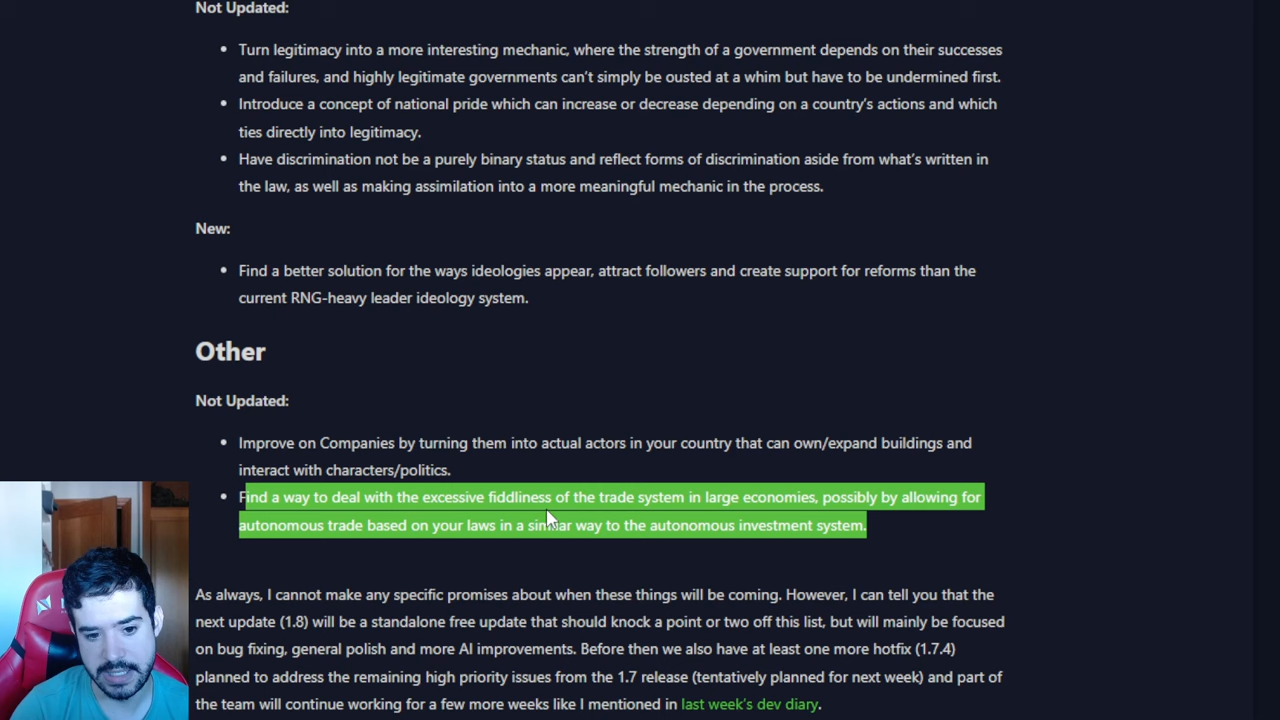 Not Updated:
Turn legitimacy into a more interesting mechanic, where the strength of a government depends on their successes
and failures, and highly legitimate governments can't simply be ousted at a whim but have to be undermined first.
Introduce a concept of national pride which can increase or decrease depending on a country's actions and which
ties directly into legitimacy.
Have discrimination not be a purely binary status and reflect forms of discrimination aside from what's written in
the law, as well as making assimilation into a more meaningful mechanic in the process.
New:
Find a better solution for the ways ideologies appear, attract followers and create support for reforms than the
current RNG-heavy leader ideology system.
Other
Not Updated:
Improve on Companies by turning them into actual actors in your country that can own/expand buildings and
interact with characters/politics.
Find a way to deal with the excessive fiddliness of the trade system in large economies, possibly by allowing for
autonomous trade based on your laws in a similar way to the autonomous investment system.
As always, I cannot make any specific promises about when these things will be coming. However, I can tell you that the
next update (1.8) will be a standalone free update that should knock a point or two off this list, but will mainly be focused
on bug fixing, general polish and more AI improvements. Before then we also have at least one more hotfix (1.7.4)
planned to address the remaining high priority issues from the 1.7 release (tentatively planned for next week) and part of
the team will continue working for a few more weeks like I mentioned in last week's dev diary.